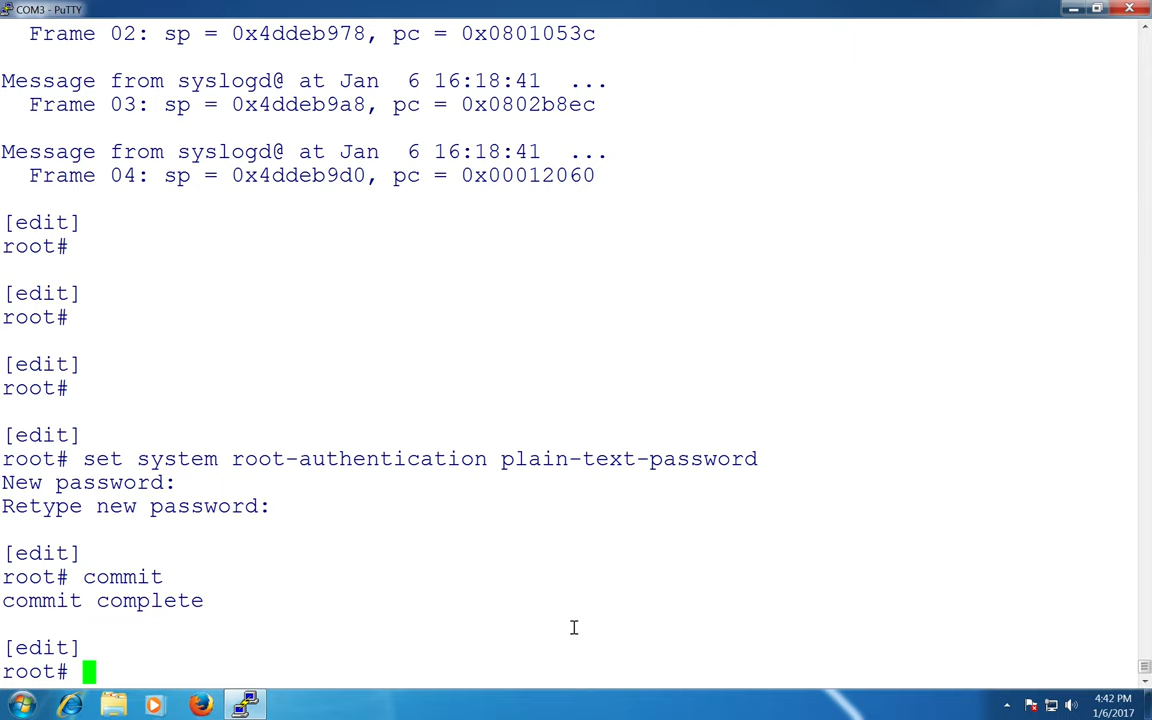 COM3 - PuTTY
Frame 02: sp = 0x4ddeb978, pc = 0x0801053c
Message from syslogd@ at Jan  6 16:18:41  ...
Frame 03: sp = 0x4ddeb9a8, pc = 0x0802b8ec
Message from syslogd@ at Jan  6 16:18:41  ...
Frame 04: sp = 0x4ddeb9d0, pc = 0x00012060
[edit]
root#
[edit]
root#
[edit]
root#
[edit]
root# set system root-authentication plain-text-password
New password:
Retype new password:
[edit]
root# commit
commit complete
[edit]
root#
4:42 PM
1/6/2017